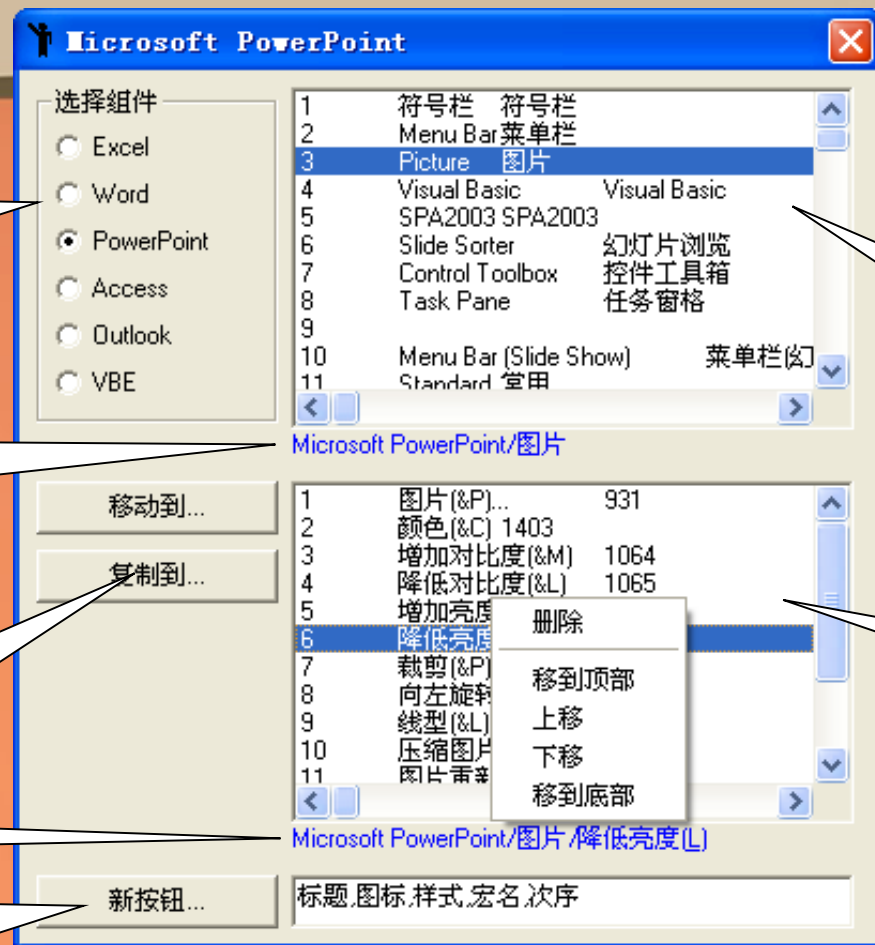 Microsoft PowerPoint
选择组件
Excel
Word
PowerPoint
Access
Outlook
VBE
1 符号栏 符号栏
2 Menu Bar 菜单栏
3 Picture 图片
4 Visual Basic Visual Basic
5 SPA2003 SPA2003
6 Slide Sorter 幻灯片浏览
7 Control Toolbox 控件工具箱
8 Task Pane 任务窗格
9
10 Menu Bar (Slide Show) 菜单栏(幻
11 Standard 常用
Microsoft PowerPoint/图片
移动到...
复制到...
1 图片(&P)... 931
2 颜色(&C) 1403
3 增加对比度(&M) 1064
4 降低对比度(&L) 1065
5 增加亮度
6 降低亮度
7 裁剪(&P)
8 向左旋转
9 线型(&L)
10 压缩图片
11 图片重新
删除
移到顶部
上移
下移
移到底部
Microsoft PowerPoint/图片/降低亮度(L)
新按钮...
标题,图标,样式,宏名,次序